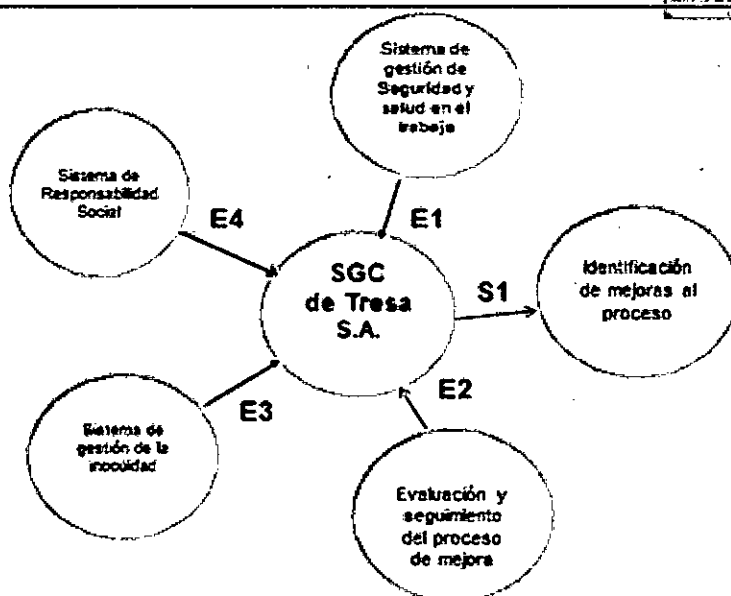 Sistema de
gestión de
Seguridad y
salud en el
trabajo
Sistema de
Responsabilidad
Social
E4
E1
SGC
de Tresa
S.A.
S1
Identificación
de mejoras al
proceso
E3
E2
Sistema de
gestión de la
inocuidad
Evaluación y
seguimiento
del proceso
de mejora